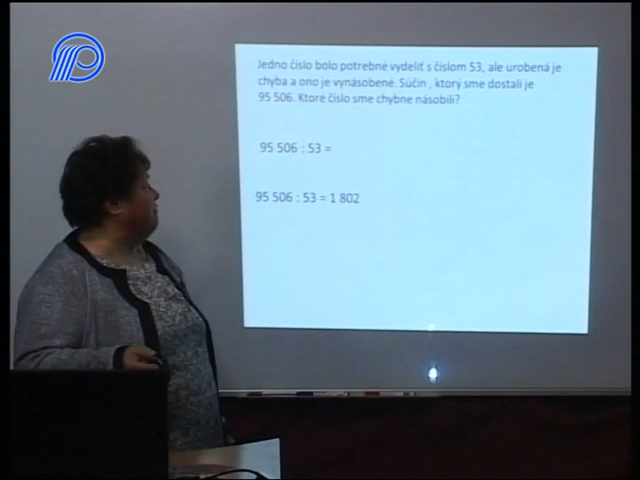 Jedno číslo bolo potrebné vydeliť s číslom 53, ale urobená je
chyba a ono je vynásobené. Súčin , ktorý sme dostali je
95 506. Ktoré číslo sme chybne násobili?
95 506 : 53 =
95 506 : 53 = 1 802